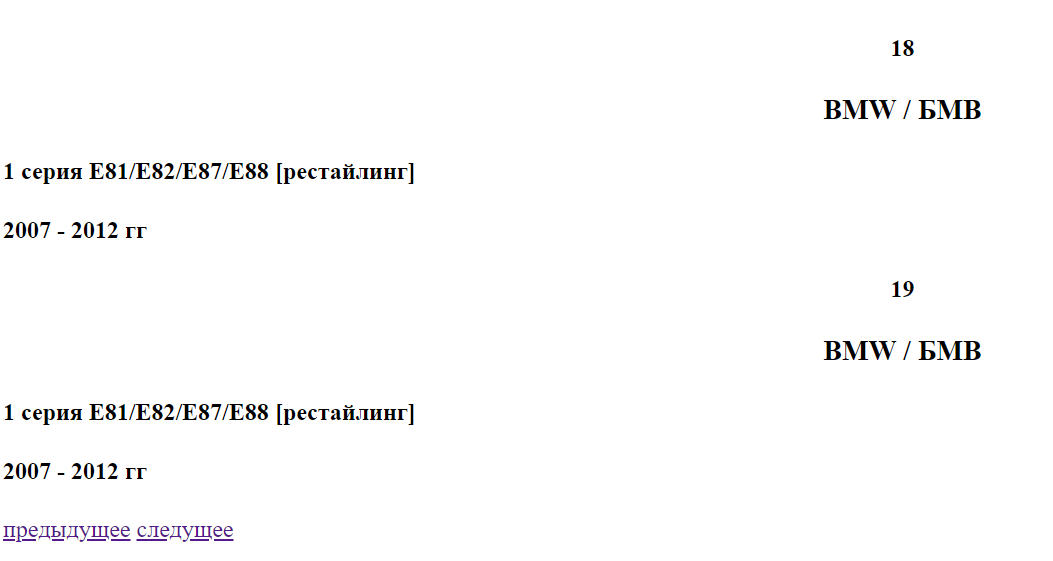 18
BMW / БМВ
1 серия E81/E82/E87/E88 [рестайлинг]
2007 - 2012 гг
19
BMW / БМВ
1 серия E81/E82/E87/E88 [рестайлинг]
2007 - 2012 гг
предыдущее следущее